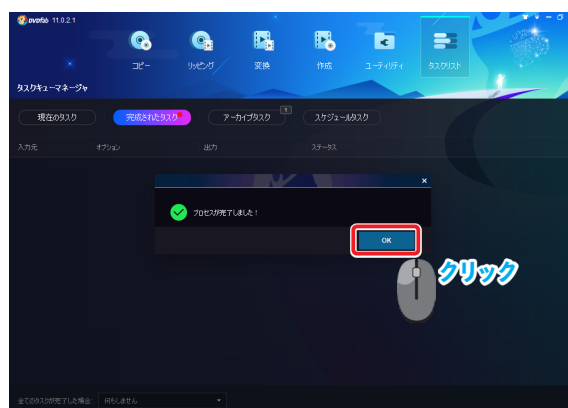 dvdfab 11.0.2.1
コピー リッピング 変換 作成 ユーティリティ タスクリスト
タスクキューマネージャ
現在のタスク 完成されたタスク アーカイブタスク 1 スケジュールタスク
入力元 オプション 出力 ステータス
プロセスが完了しました！
OK
クリック
全てのタスクが完了した場合: 何もしません